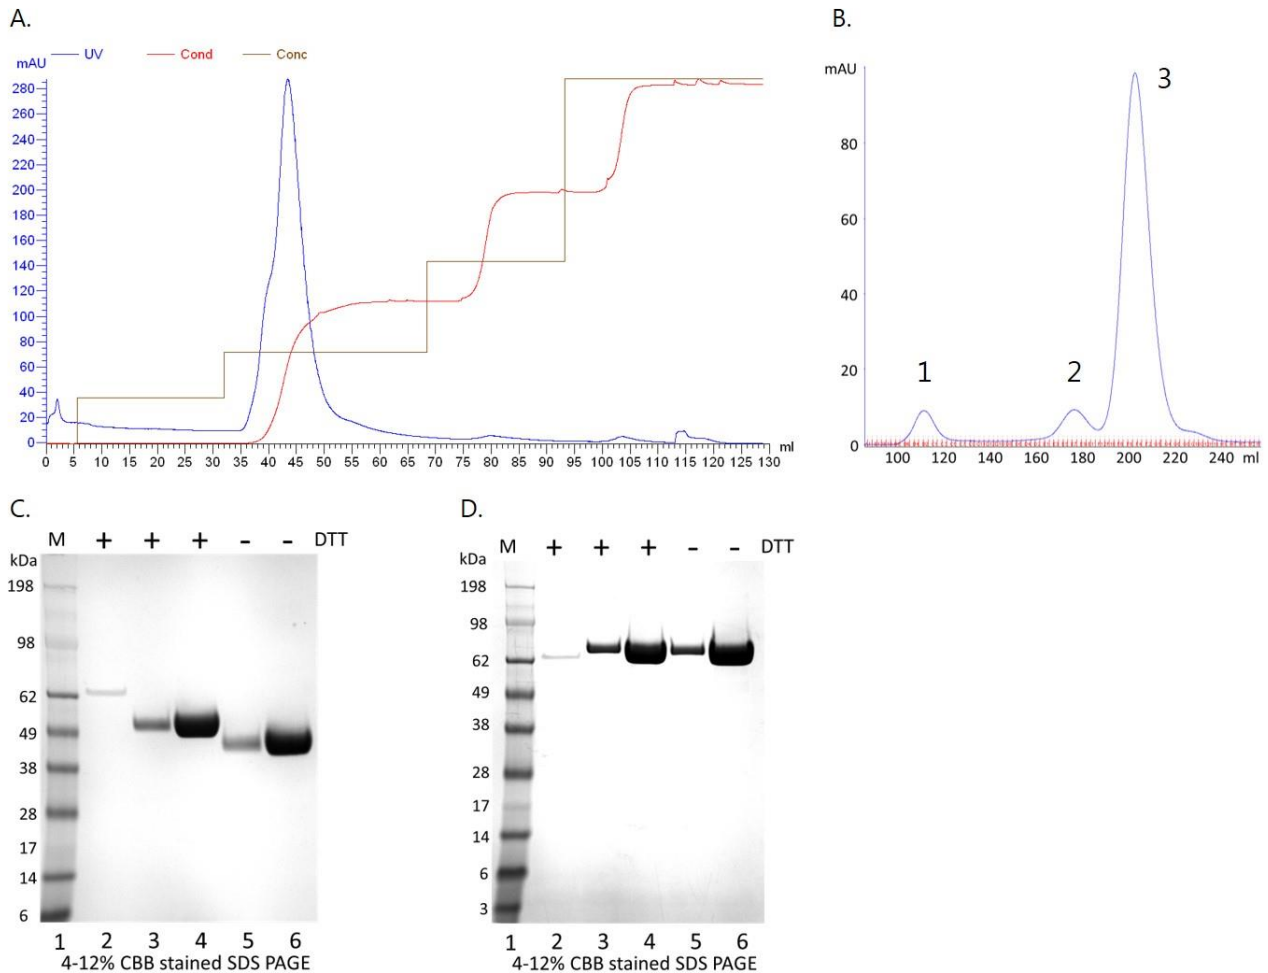 A.
UV Cond Conc
mAU
280
260
240
220
200
180
160
140
120
100
80
60
40
20
0
0 5 10 15 20 25 30 35 40 45 50 55 60 65 70 75 80 85 90 95 100 105 110 115 120 125 130 ml
B.
mAU
80
60
40
20
0
1 2 3
100 120 140 160 180 200 220 240 ml
C.
M + + + - - DTT
kDa
198
98
62
49
38
28
17
14
6
1 2 3 4 5 6
4-12% CBB stained SDS PAGE
D.
M + + + - - DTT
kDa
198
98
62
49
38
28
17
14
6
3
1 2 3 4 5 6
4-12% CBB stained SDS PAGE